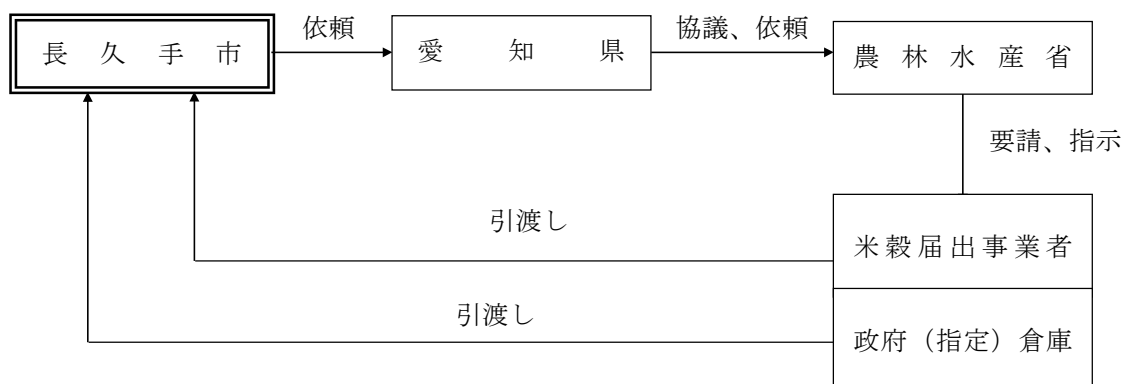 依頼
協議、依頼
長久手市
愛知県
農林水産省
要請、指示
引渡し
米穀届出事業者
引渡し
政府（指定）倉庫